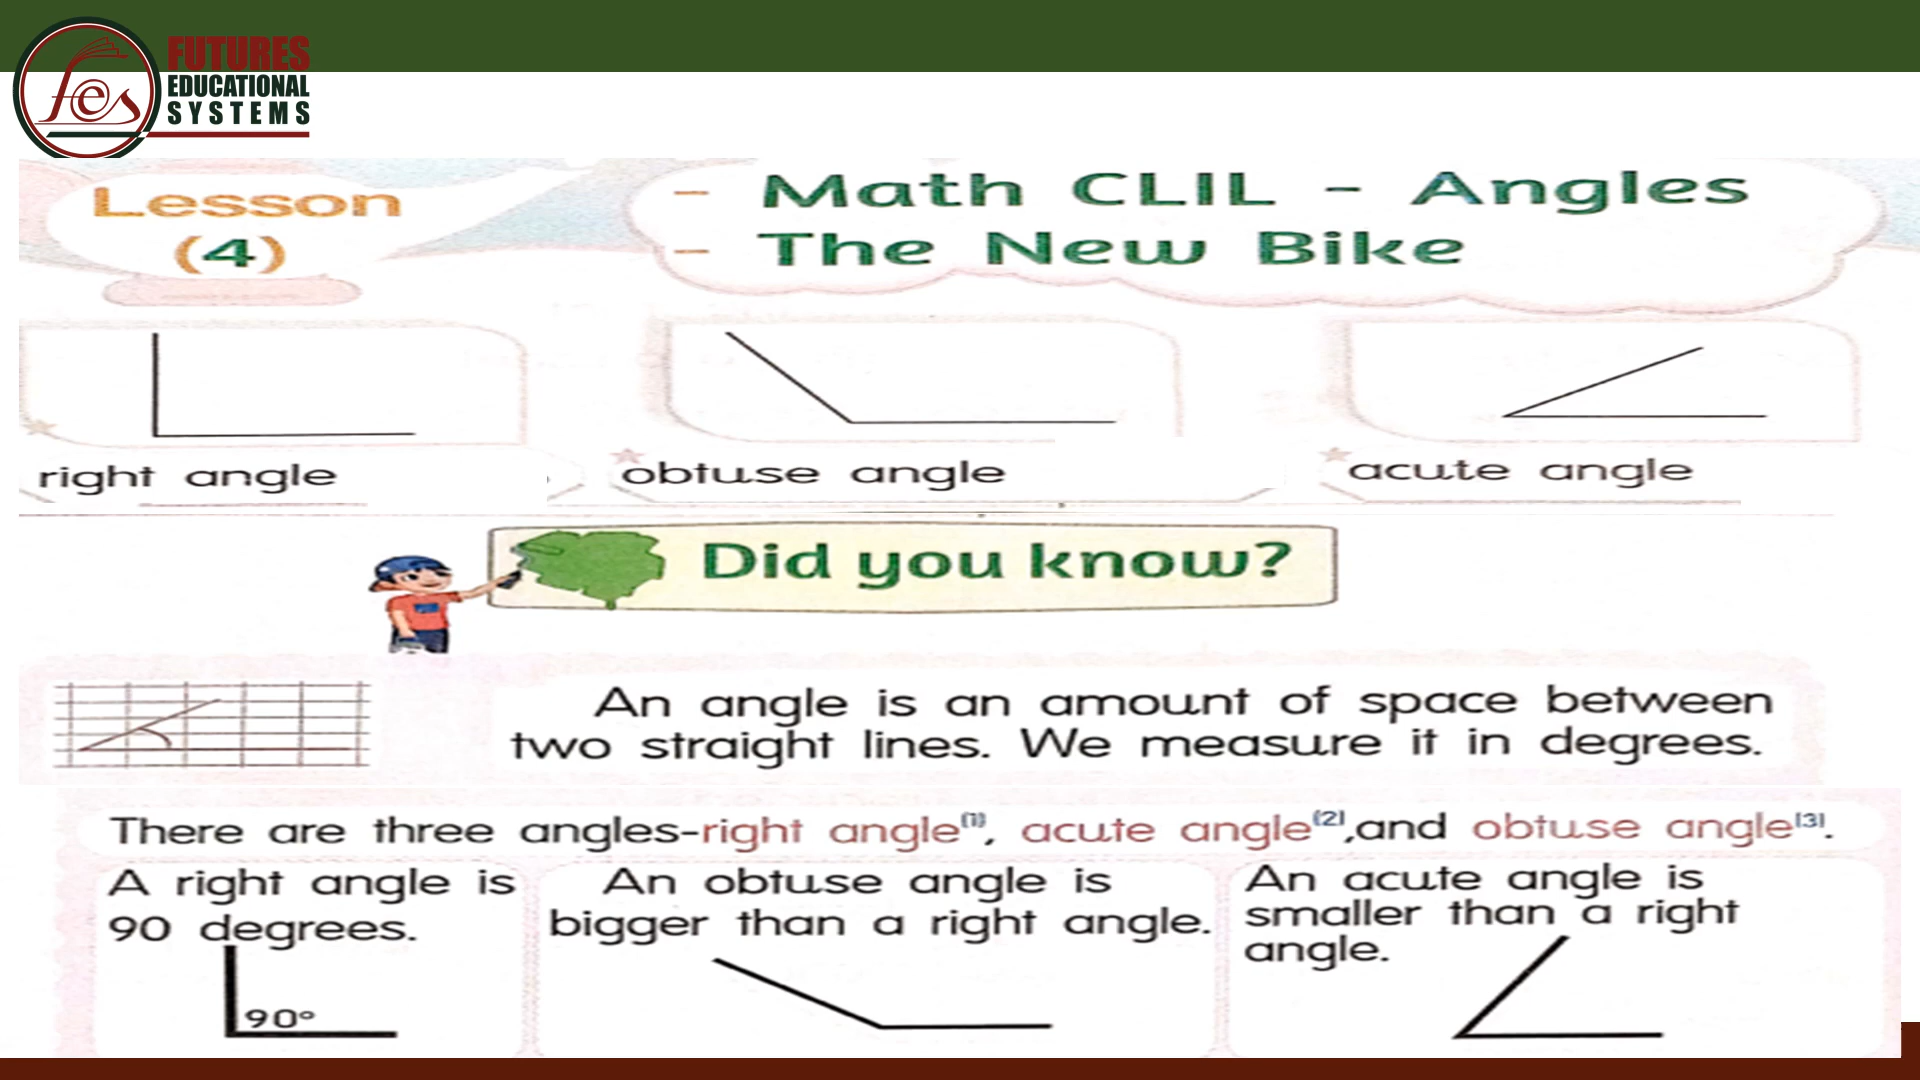 FUTURES
EDUCATIONAL
SYSTEMS
fes
Lesson
(4)
- Math CLIL - Angles
- The New Bike
right angle
obtuse angle
acute angle
Did you know?
An angle is an amount of space between
two straight lines. We measure it in degrees.
There are three angles-right angle(1), acute angle(2),and obtuse angle(3).
A right angle is
90 degrees.
90°
An obtuse angle is
bigger than a right angle.
An acute angle is
smaller than a right
angle.